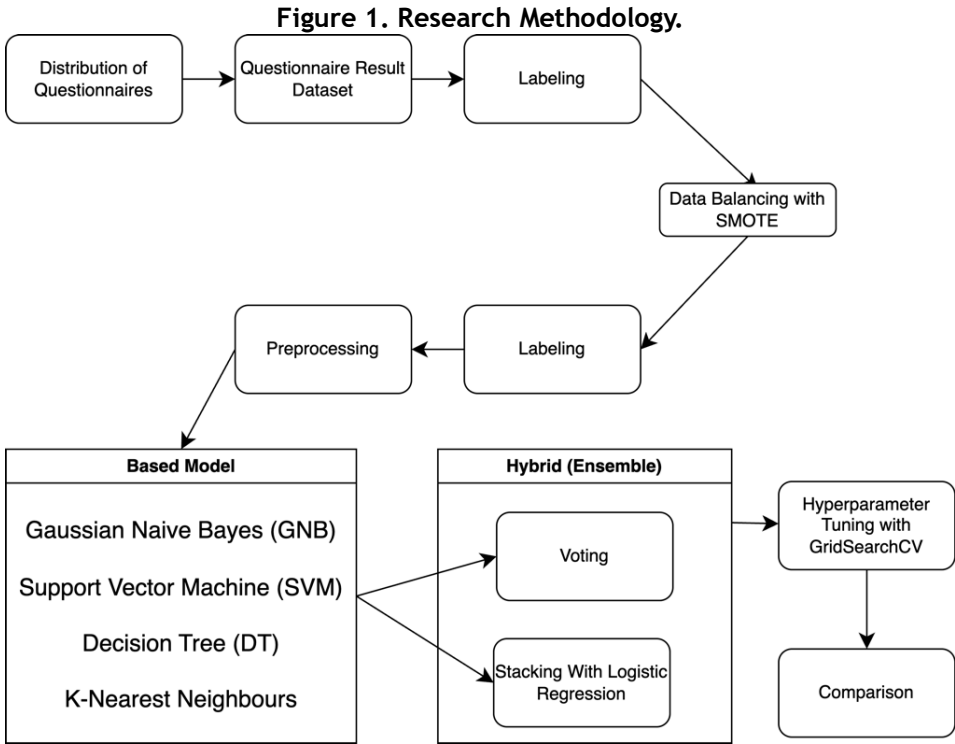 Figure 1. Research Methodology.
Distribution of
Questionnaires
Questionnaire Result
Dataset
Labeling
Data Balancing with
SMOTE
Labeling
Preprocessing
Based Model
Gaussian Naive Bayes (GNB)
Support Vector Machine (SVM)
Decision Tree (DT)
K-Nearest Neighbours
Hybrid (Ensemble)
Voting
Stacking With Logistic
Regression
Hyperparameter
Tuning with
GridSearchCV
Comparison